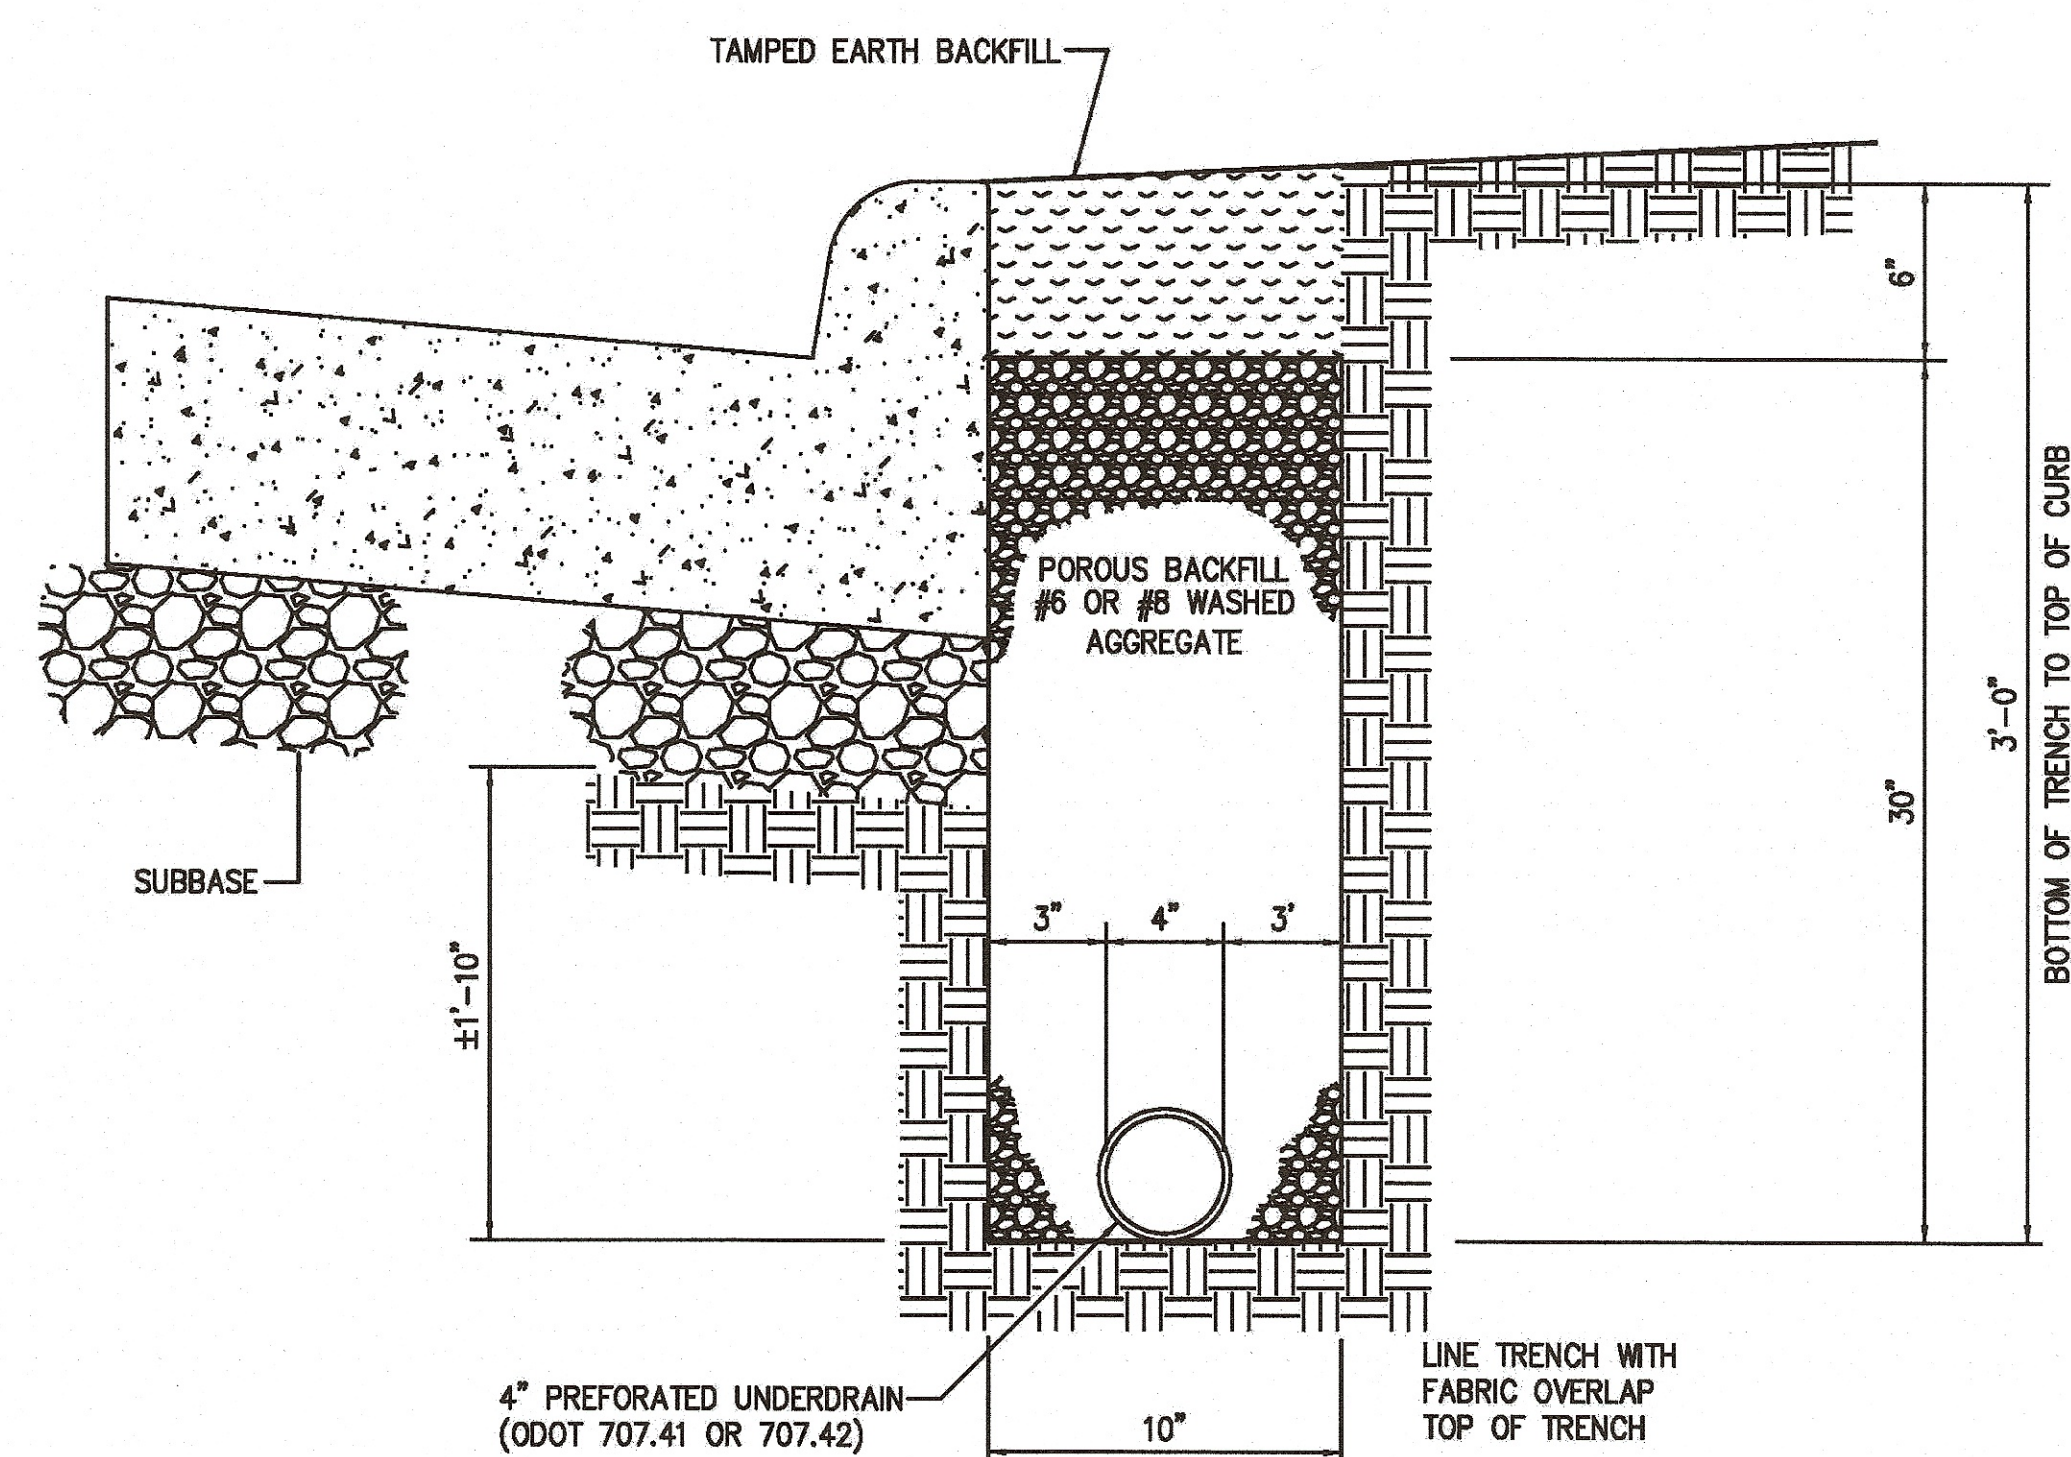 TAMPED EARTH BACKFILL
6"
POROUS BACKFILL
#6 OR #8 WASHED
AGGREGATE
3'-0"
BOTTOM OF TRENCH TO TOP OF CURB
30"
SUBBASE
±1'-10"
3"
4"
3'
4" PREFORATED UNDERDRAIN
(ODOT 707.41 OR 707.42)
10"
LINE TRENCH WITH
FABRIC OVERLAP
TOP OF TRENCH